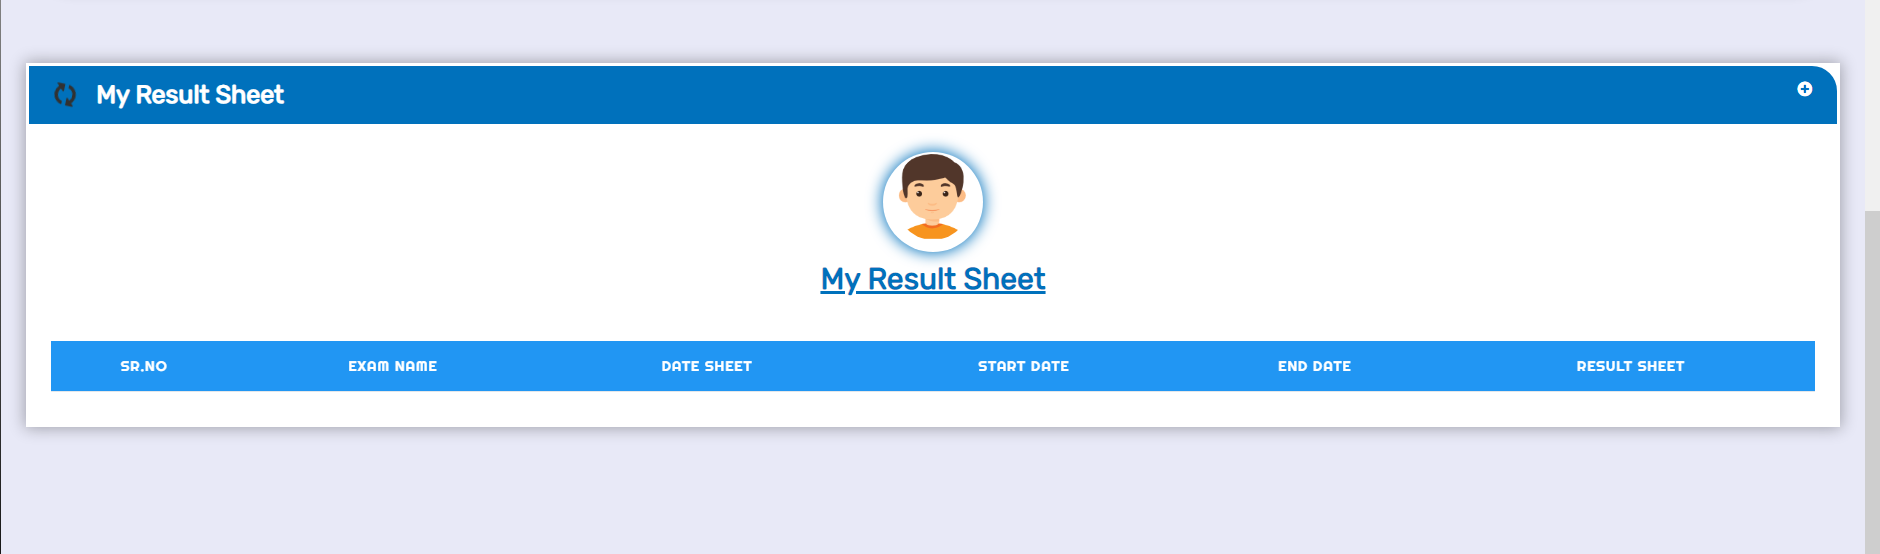 My Result Sheet
My Result Sheet
SR.NO EXAM NAME DATE SHEET START DATE END DATE RESULT SHEET